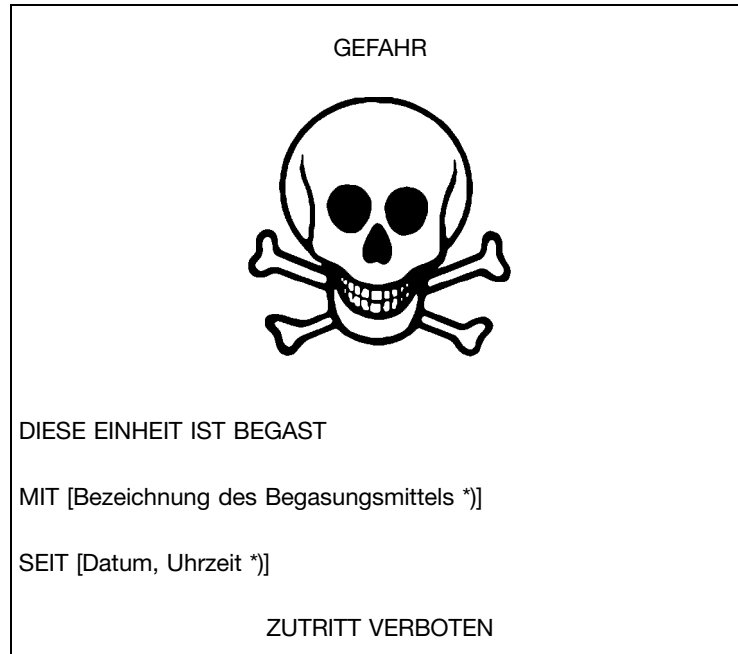 GEFAHR
DIESE EINHEIT IST BEGAST
MIT [Bezeichnung des Begasungsmittels *)]
SEIT [Datum, Uhrzeit *)]
ZUTRITT VERBOTEN